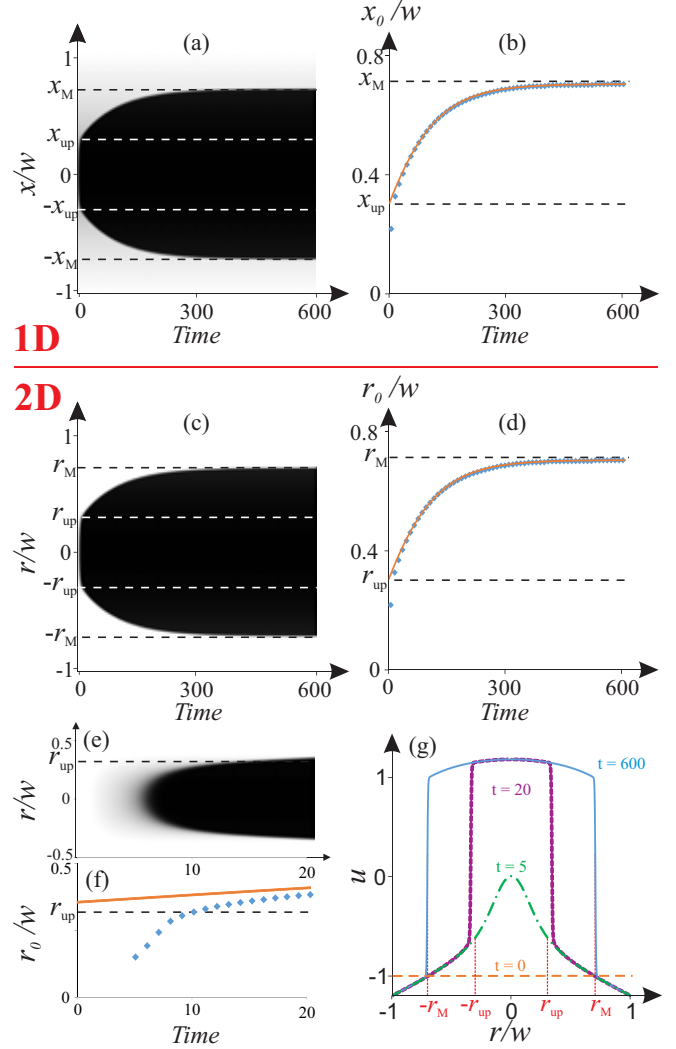 x₀/w
1 (a) 0.8 (b)
x_M x_M
x_up
x/w 0 0.4
-x_up x_up
-x_M
-1 0
0 300 600 0 300 600
Time Time
1D
2D
r₀/w
1 (c) 0.8 (d)
r_M r_M
r_up
r/w 0 0.4
-r_up r_up
-r_M
-1 0
0 300 600 0 300 600
Time Time
0.5 (e)
r_up
r/w 0
-0.5
10 20
0.5 (f)
r_up
r₀/w
0
0 10 20
Time
(g)
t = 600
1
t = 20
t = 5
u 0
t = 0
-1
-1 -r_M -r_up 0 r_up r_M 1
r/w